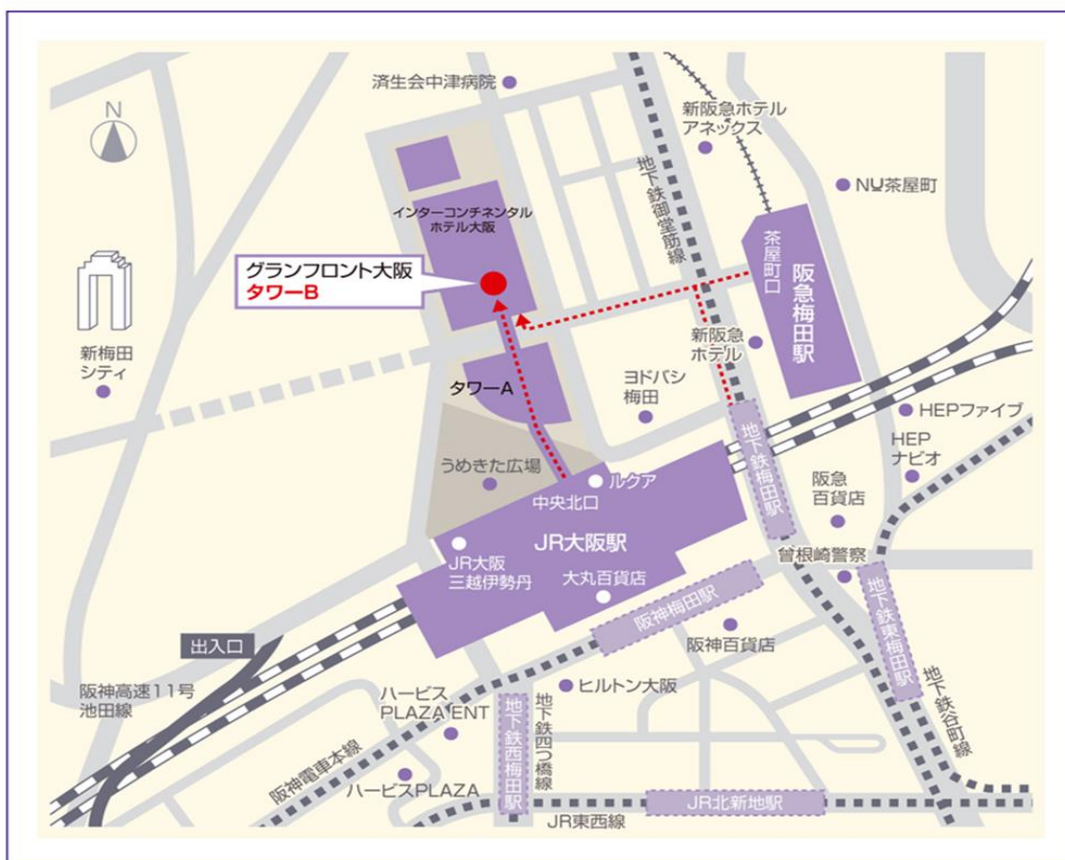 済生会中津病院
N
新阪急ホテル
アネックス
地下鉄御堂筋線
NU茶屋町
インターコンチネンタル
ホテル大阪
茶屋町口
阪急梅田駅
グランフロント大阪
タワーB
新梅田
シティ
新阪急
ホテル
タワーA
ヨドバシ
梅田
HEPファイブ
HEP
ナビオ
地下鉄梅田駅
うめきた広場
ルクア
中央北口
阪急
百貨店
JR大阪駅
JR大阪
三越伊勢丹
大丸百貨店
曾根崎警察
阪神梅田駅
地下鉄東梅田駅
出入口
阪神百貨店
阪神高速11号
池田線
ハービス
PLAZA ENT
ヒルトン大阪
地下鉄谷町線
地下鉄西梅田駅
地下鉄四つ橋線
阪神電車本線
ハービスPLAZA
JR北新地駅
JR東西線